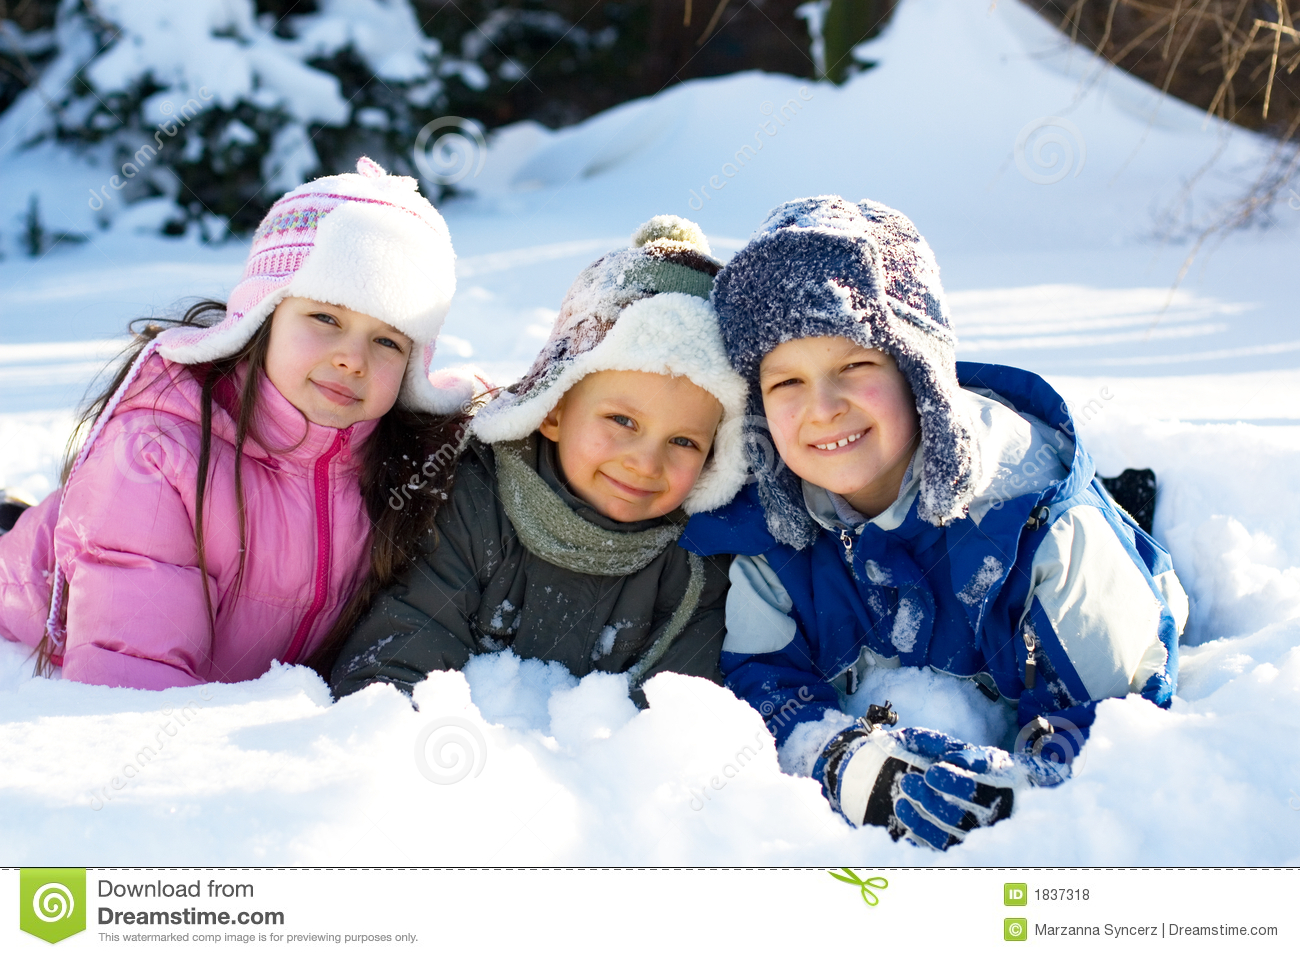 dreamstime
Download from
Dreamstime.com
This watermarked comp image is for previewing purposes only.
ID 1837318
© Marzanna Syncerz | Dreamstime.com